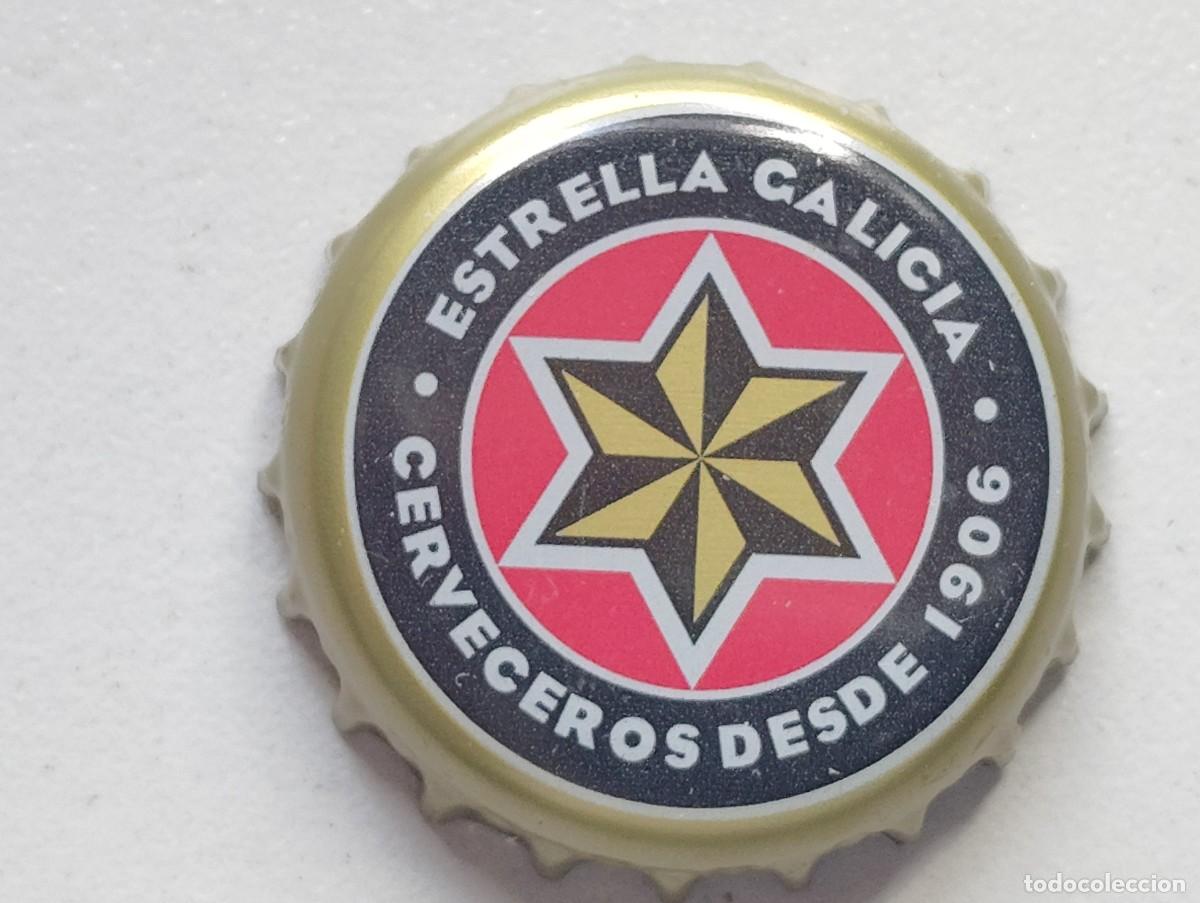 ESTRELLA GALICIA
CERVECEROS DESDE 1906
todocoleccion